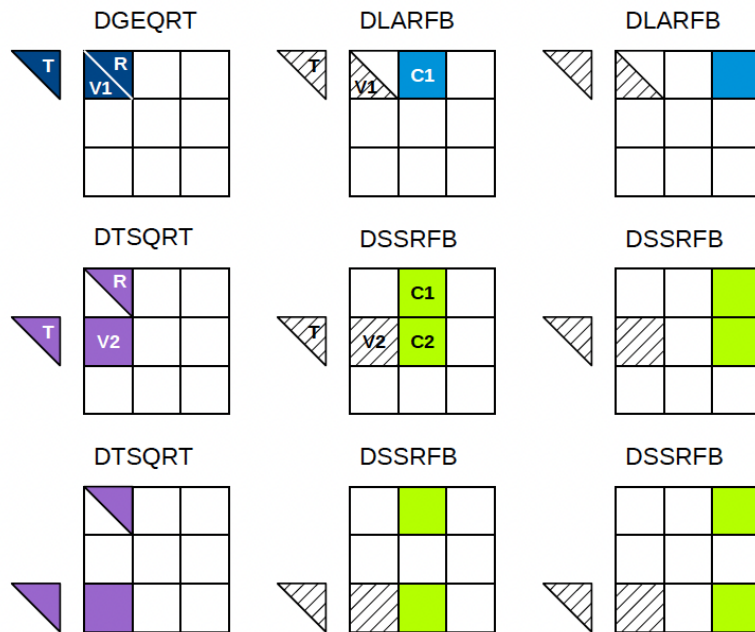 DGEQRT DLARFB DLARFB
T R V1 T V1 C1
DTSQRT DSSRFB DSSRFB
R C1
T V2 T V2 C2
DTSQRT DSSRFB DSSRFB